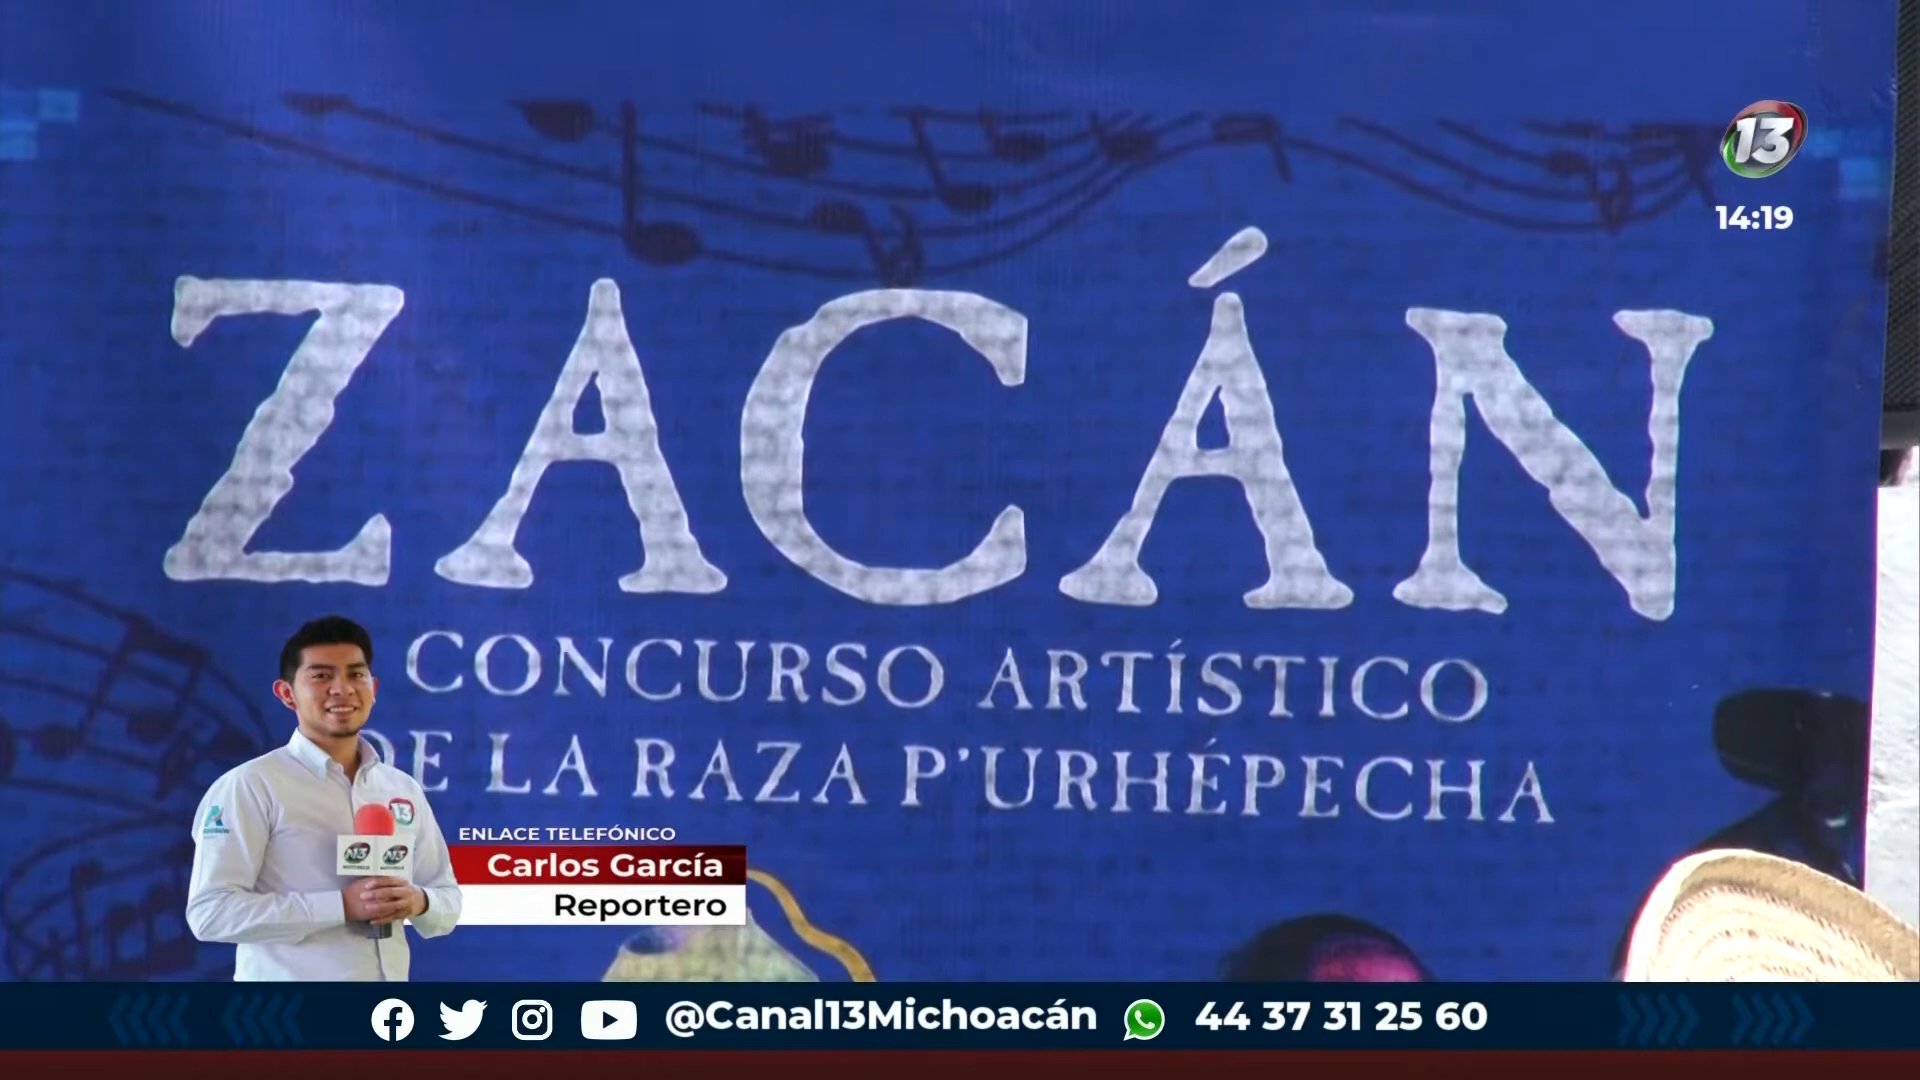 13
14:19
ZACÁN
CONCURSO ARTÍSTICO
DE LA RAZA P'URHÉPECHA
13
ENLACE TELEFÓNICO
Carlos García
Reportero
@Canal13Michoacán 44 37 31 25 60